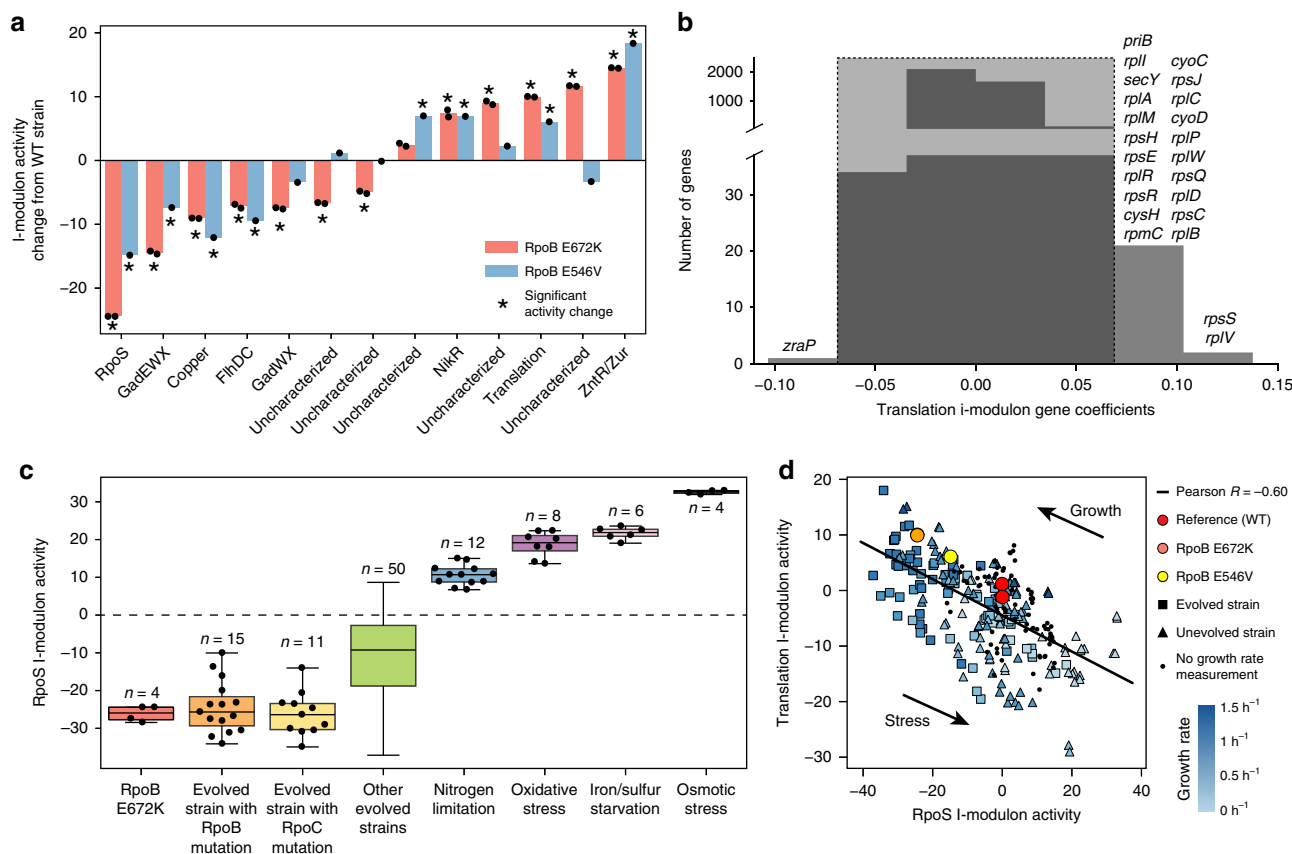 a
I-modulon activity
change from WT strain
20
10
0
−10
−20
RpoB E672K
RpoB E546V
* Significant
activity change
* * * * * * * * * * * * * * * * * *
RpoS
GadEWX
Copper
FlhDC
GadWX
Uncharacterized
Uncharacterized
Uncharacterized
NikR
Uncharacterized
Translation
Uncharacterized
ZntR/Zur
b
Number of genes
2000
1000
30
20
10
0
zraP
priB
rplI cyoC
secY rpsJ
rplA rplC
rplM cyoD
rpsH rplP
rpsE rplW
rplR rpsQ
rpsR rplD
cysH rpsC
rpmC rplB
rpsS
rplV
−0.10 −0.05 0.00 0.05 0.10 0.15
Translation i-modulon gene coefficients
c
RpoS I-modulon activity
30
20
10
0
−10
−20
−30
n = 4
n = 15
n = 11
n = 50
n = 12
n = 8
n = 6
n = 4
RpoB
E672K
Evolved
strain with
RpoB
mutation
Evolved
strain with
RpoC
mutation
Other
evolved
strains
Nitrogen
limitation
Oxidative
stress
Iron/sulfur
starvation
Osmotic
stress
d
Translation I-modulon activity
20
10
0
−10
−20
−30
Growth
Stress
−40 −20 0 20 40
RpoS I-modulon activity
Pearson R = −0.60
Reference (WT)
RpoB E672K
RpoB E546V
Evolved strain
Unevolved strain
No growth rate
measurement
Growth rate
1.5 h−1
1 h−1
0.5 h−1
0 h−1